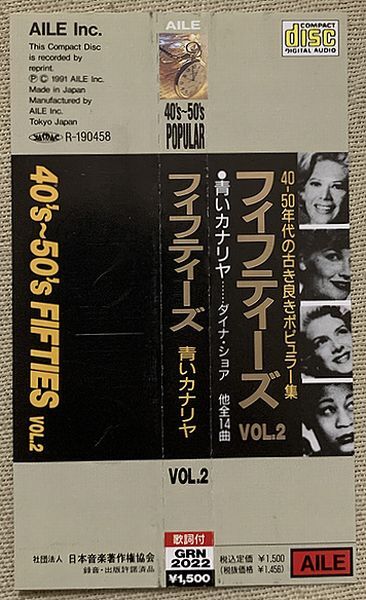 AILE Inc.
This Compact Disc
is recorded by
reprint.
Ⓟ © 1991 AILE Inc.
Made in Japan
Manufactured by
AILE Inc.
Tokyo Japan
R-190458
40's~50's FIFTIES VOL.2
社団法人 日本音楽著作権協会
録音・出版許諾済品
AILE
40's~50's
POPULAR
フィフティーズ 青いカナリヤ
VOL.2
歌詞付
GRN
2022
¥1,500
COMPACT
disc
DIGITAL AUDIO
40-50年代の古き良きポピュラー集
フィフティーズ VOL.2
●青いカナリヤ……ダイナ・ショア 他全14曲
税込定価 ¥1,500
(税抜価格 ¥1,456)
AILE